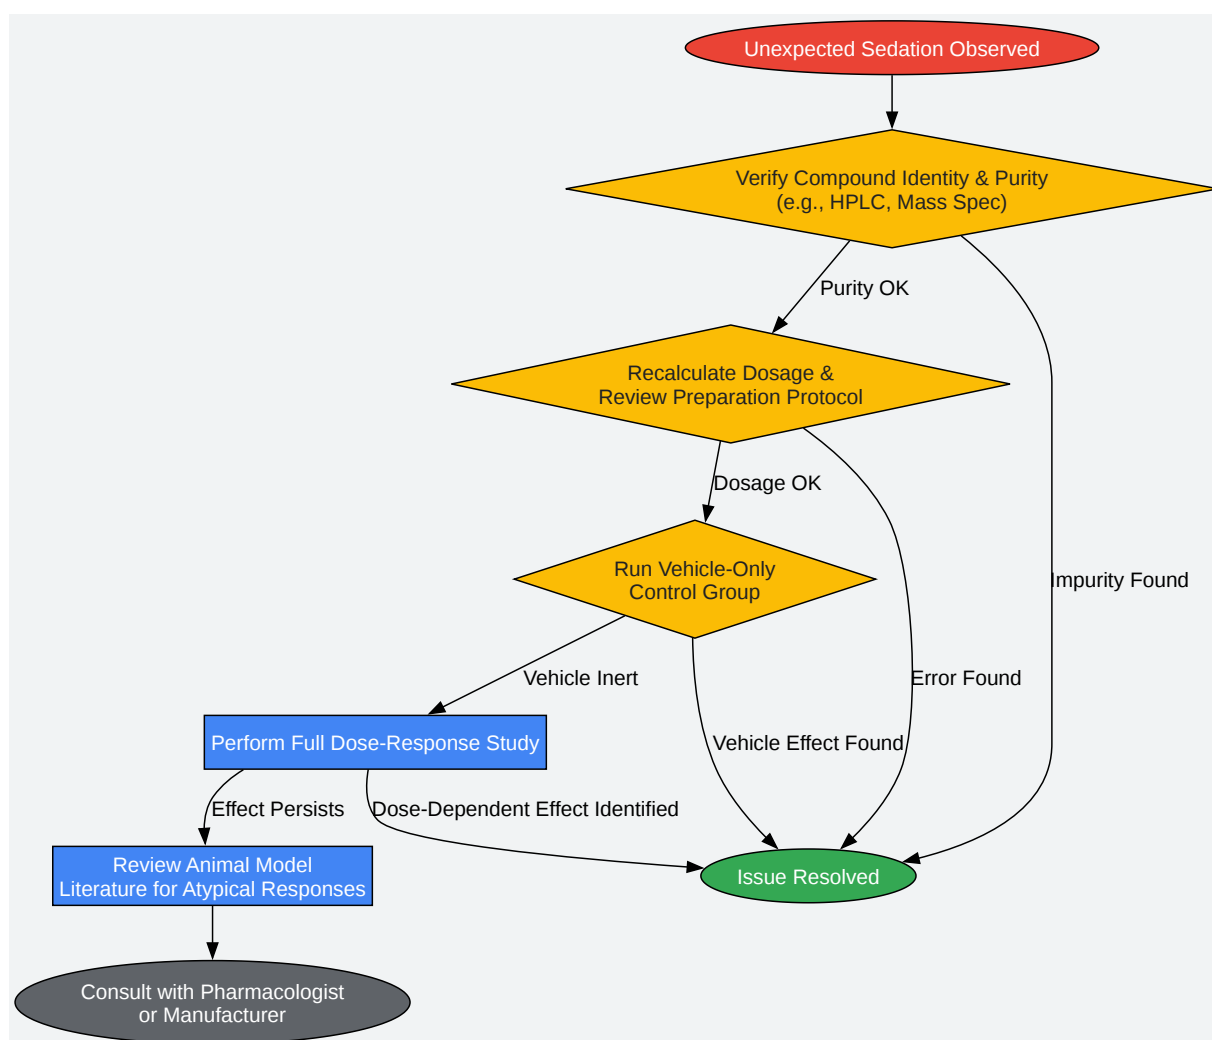 Unexpected Sedation Observed
Verify Compound Identity & Purity
(e.g., HPLC, Mass Spec)
Purity OK
Recalculate Dosage &
Review Preparation Protocol
Dosage OK
Run Vehicle-Only
Control Group
Impurity Found
Vehicle Inert
Error Found
Perform Full Dose-Response Study
Vehicle Effect Found
Effect Persists
Dose-Dependent Effect Identified
Review Animal Model
Literature for Atypical Responses
Issue Resolved
Consult with Pharmacologist
or Manufacturer